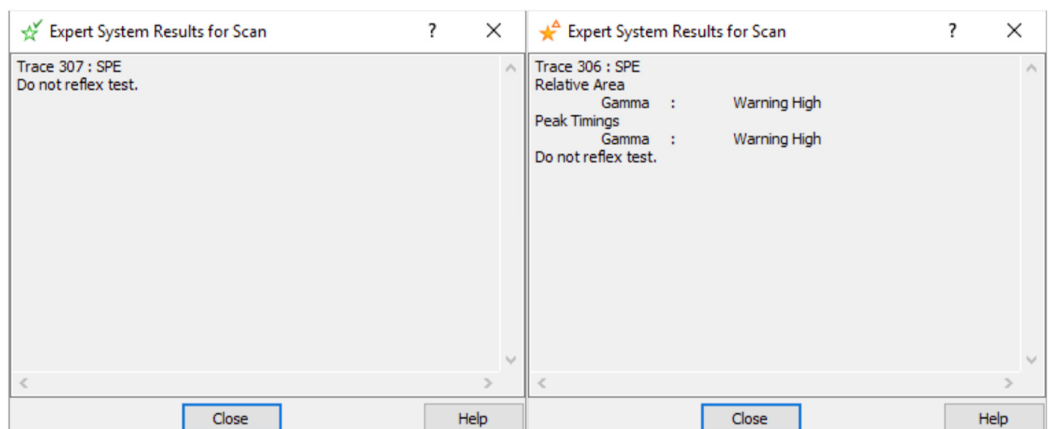 Expert System Results for Scan ? ×
Trace 307 : SPE
Do not reflex test.
Close Help
Expert System Results for Scan ? ×
Trace 306 : SPE
Relative Area
Gamma : Warning High
Peak Timings
Gamma : Warning High
Do not reflex test.
Close Help